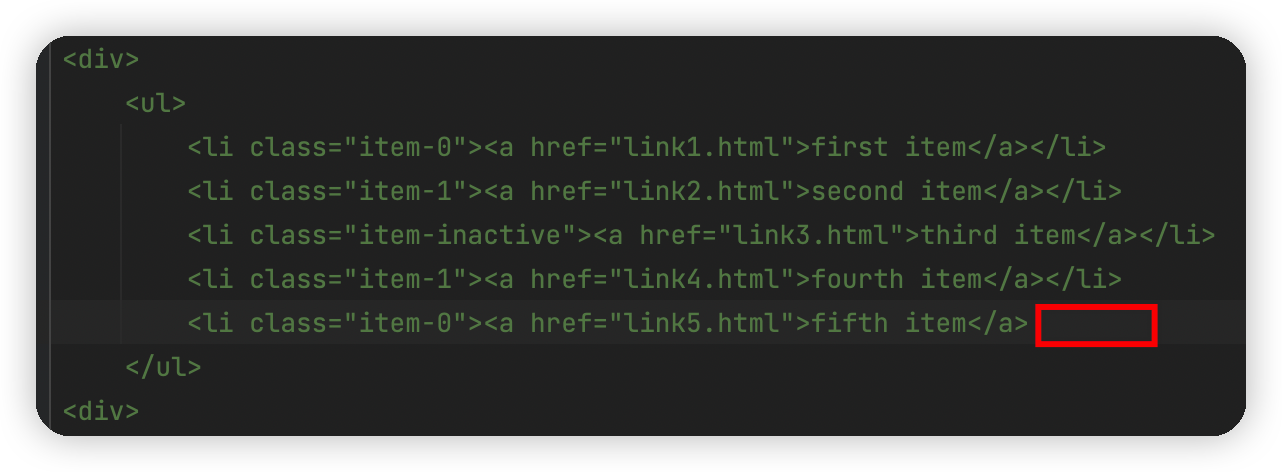 <div>
<ul>
<li class="item-0"><a href="link1.html">first item</a></li>
<li class="item-1"><a href="link2.html">second item</a></li>
<li class="item-inactive"><a href="link3.html">third item</a></li>
<li class="item-1"><a href="link4.html">fourth item</a></li>
<li class="item-0"><a href="link5.html">fifth item</a>
</ul>
<div>